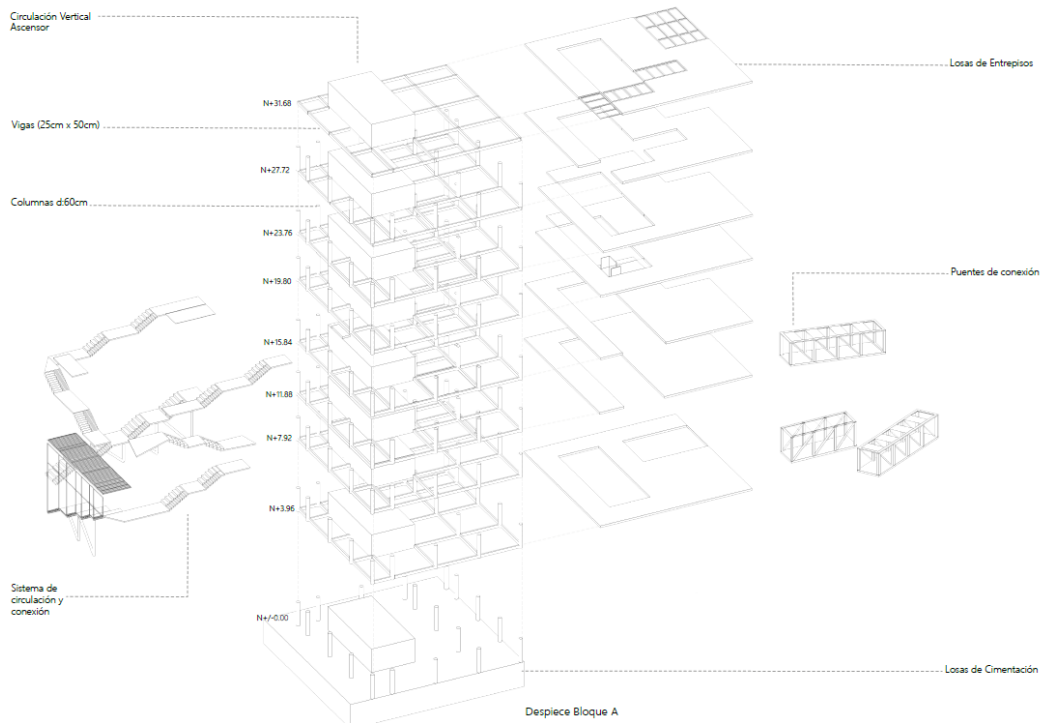 Circulación Vertical
Ascensor
Losas de Entrepisos
N+31.68
Vigas (25cm x 50cm)
N+27.72
Columnas d:60cm
N+23.76
Puentes de conexión
N+19.80
N+15.84
N+11.88
N+7.92
N+3.96
Sistema de
circulación y
conexión
N+/-0.00
Losas de Cimentación
Despiece Bloque A